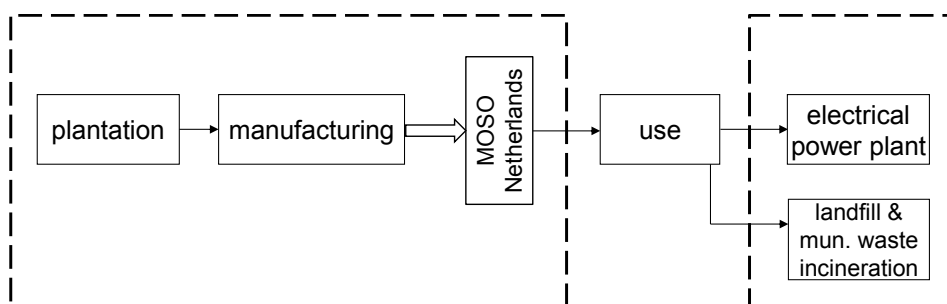 plantation
manufacturing
MOSO
Netherlands
use
electrical
power plant
landfill &
mun. waste
incineration